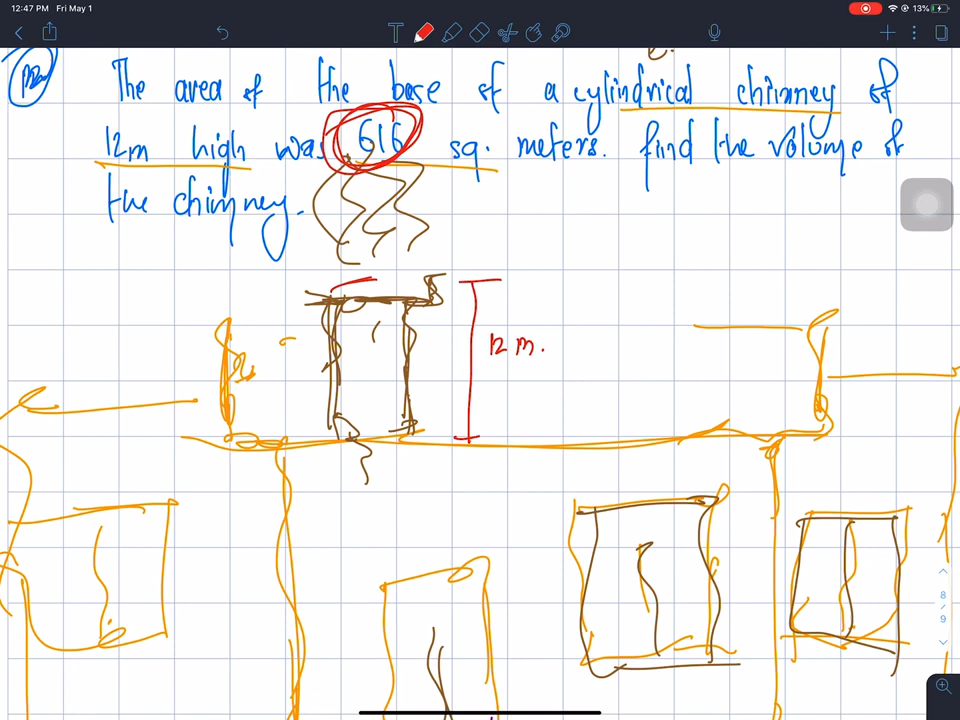 12:47 PM Fri May 1
13%
T
The area of the base of a cylindrical chimney of
12m high was 616 sq. meters. find the volume of
the chimney.
12 m.
8
/
9